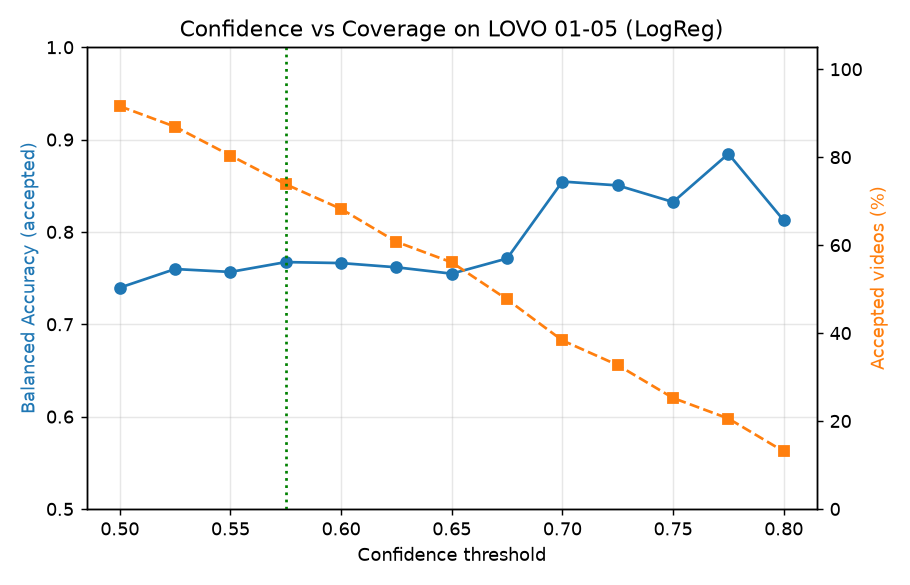 Confidence vs Coverage on LOVO 01-05 (LogReg)
Balanced Accuracy (accepted)
1.0
0.9
0.8
0.7
0.6
0.5
100
80
60
40
20
0
Accepted videos (%)
0.50 0.55 0.60 0.65 0.70 0.75 0.80
Confidence threshold